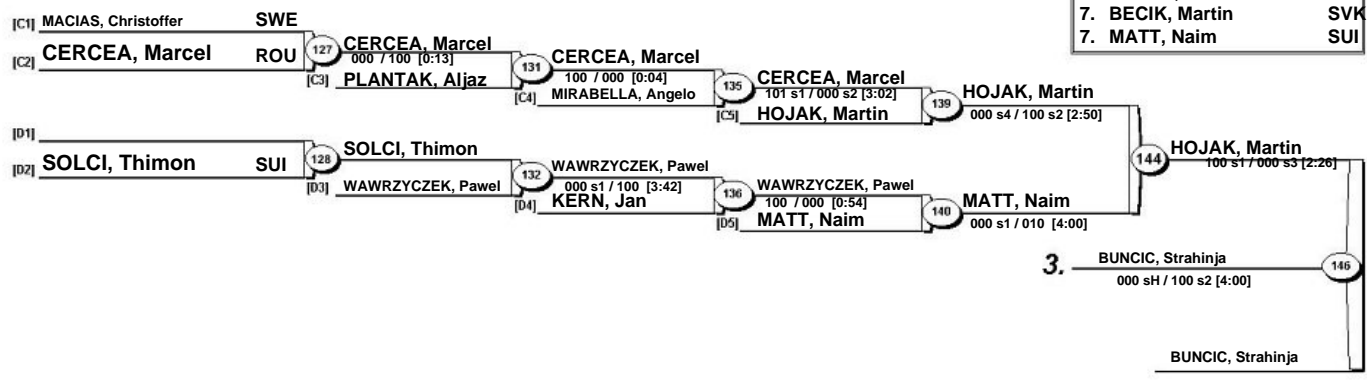 7. BECIK, Martin SVK
7. MATT, Naim SUI
[C1] MACIAS, Christoffer SWE
[C2] CERCEA, Marcel ROU
127
CERCEA, Marcel
000 / 100 [0:13]
[C3] PLANTAK, Aljaz
131
CERCEA, Marcel
100 / 000 [0:04]
[C4] MIRABELLA, Angelo
135
CERCEA, Marcel
101 s1 / 000 s2 [3:02]
[C5] HOJAK, Martin
139
HOJAK, Martin
000 s4 / 100 s2 [2:50]
[D1]
[D2] SOLCI, Thimon SUI
128
SOLCI, Thimon
[D3] WAWRZYCZEK, Pawel
132
WAWRZYCZEK, Pawel
000 s1 / 100 [3:42]
[D4] KERN, Jan
136
WAWRZYCZEK, Pawel
100 / 000 [0:54]
[D5] MATT, Naim
140
MATT, Naim
000 s1 / 010 [4:00]
144
HOJAK, Martin
100 s1 / 000 s3 [2:26]
3. BUNCIC, Strahinja
000 sH / 100 s2 [4:00]
146
BUNCIC, Strahinja